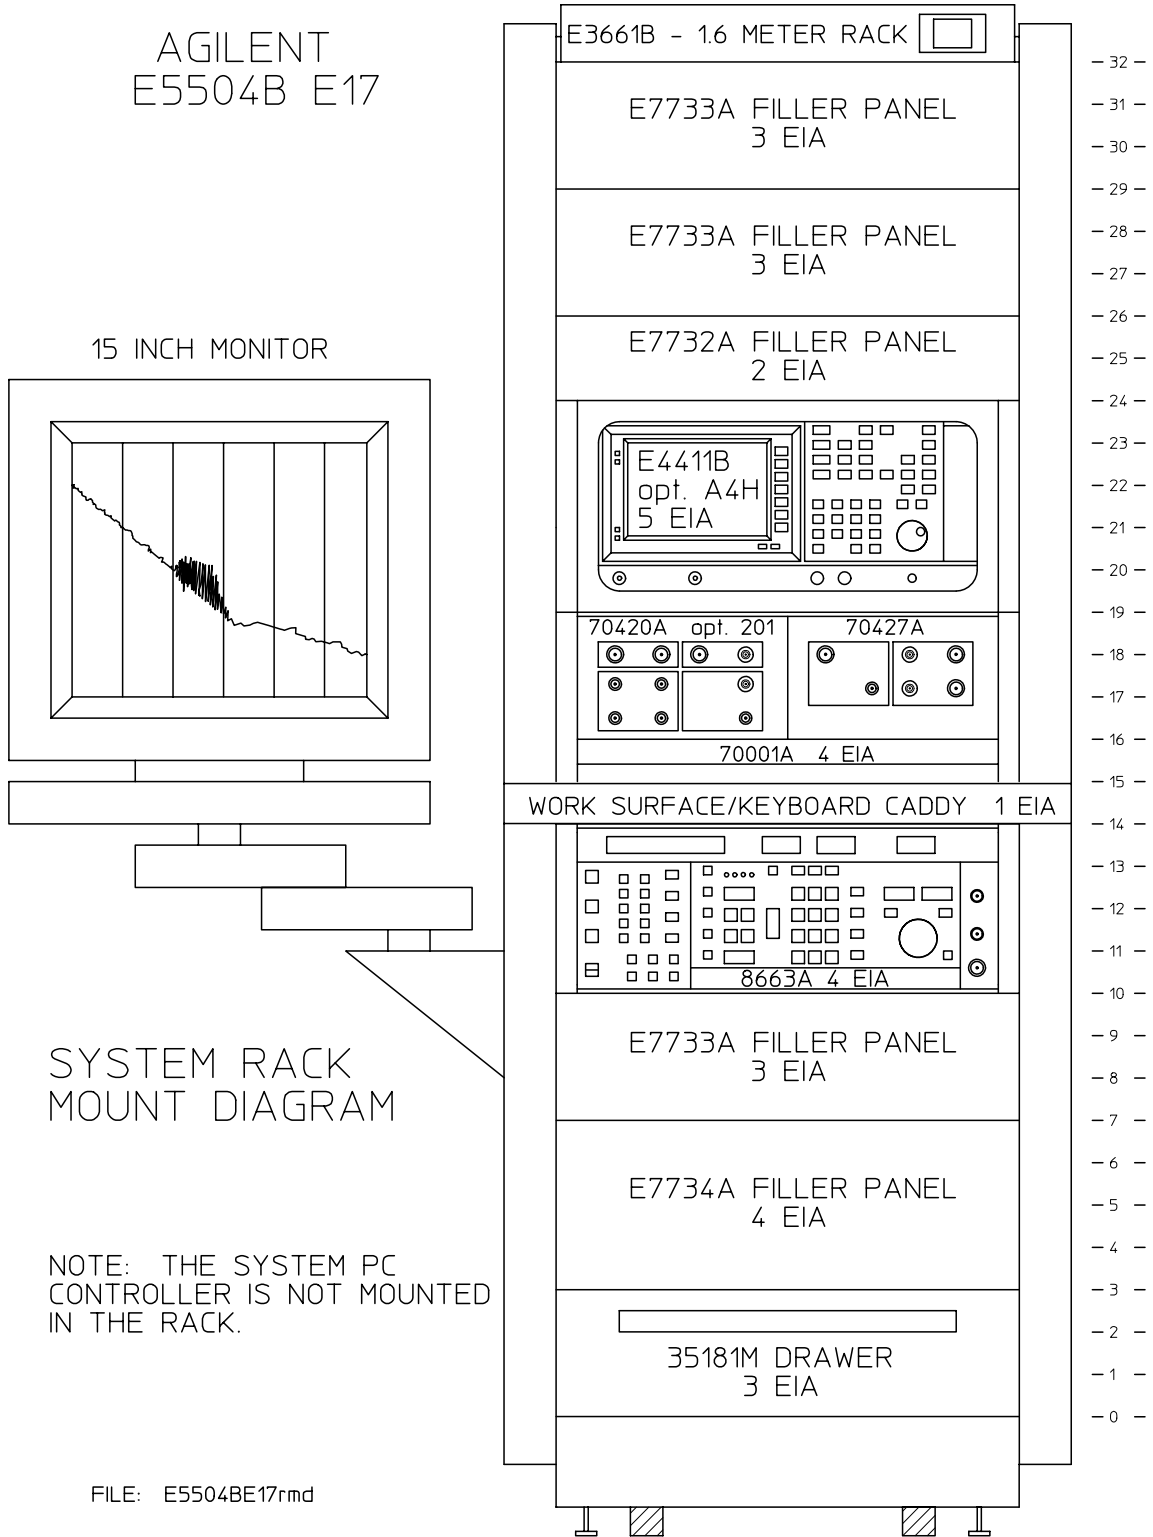 AGILENT
E5504B E17
E3661B - 1.6 METER RACK
E7733A FILLER PANEL
3 EIA
E7733A FILLER PANEL
3 EIA
E7732A FILLER PANEL
2 EIA
15 INCH MONITOR
E4411B
opt. A4H
5 EIA
70420A opt. 201
70427A
70001A 4 EIA
WORK SURFACE/KEYBOARD CADDY 1 EIA
8663A 4 EIA
E7733A FILLER PANEL
3 EIA
SYSTEM RACK
MOUNT DIAGRAM
E7734A FILLER PANEL
4 EIA
NOTE: THE SYSTEM PC
CONTROLLER IS NOT MOUNTED
IN THE RACK.
35181M DRAWER
3 EIA
FILE: E5504BE17rmd
- 32 -
- 31 -
- 30 -
- 29 -
- 28 -
- 27 -
- 26 -
- 25 -
- 24 -
- 23 -
- 22 -
- 21 -
- 20 -
- 19 -
- 18 -
- 17 -
- 16 -
- 15 -
- 14 -
- 13 -
- 12 -
- 11 -
- 10 -
- 9 -
- 8 -
- 7 -
- 6 -
- 5 -
- 4 -
- 3 -
- 2 -
- 1 -
- 0 -